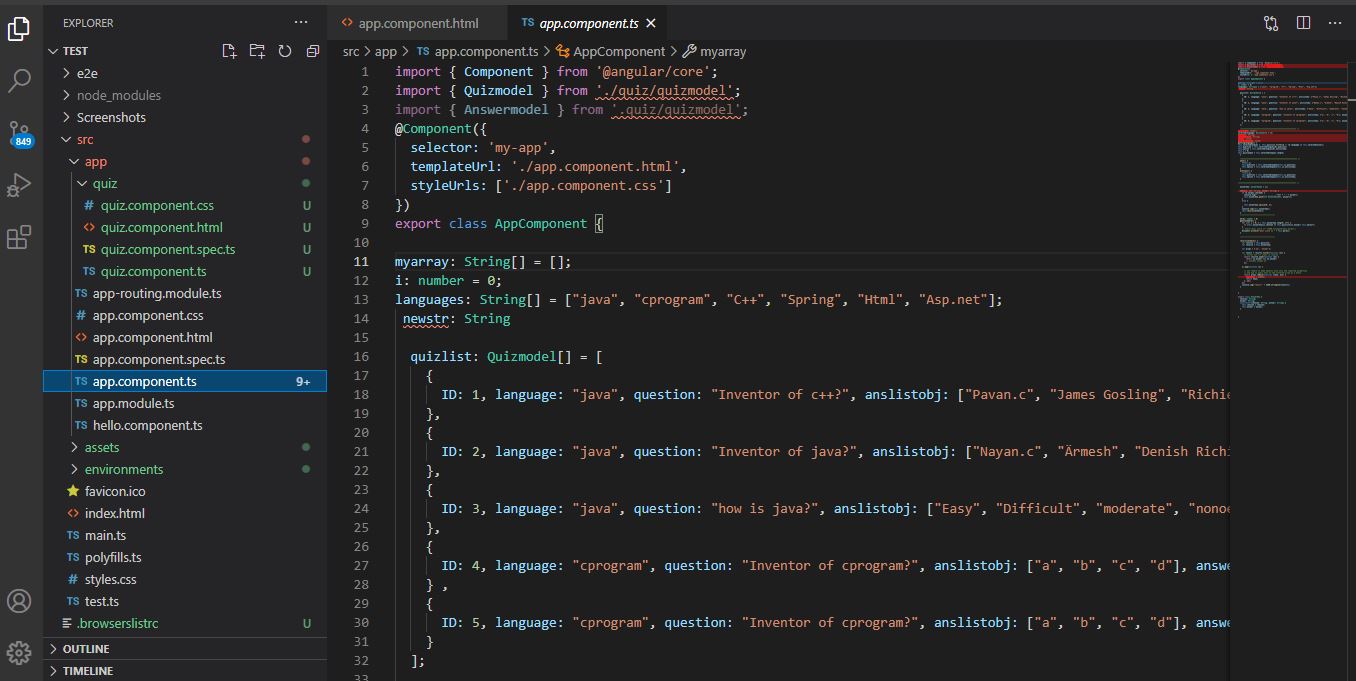 EXPLORER
TEST
e2e
node_modules
Screenshots
src
app
quiz
# quiz.component.css U
<> quiz.component.html U
TS quiz.component.spec.ts U
TS quiz.component.ts U
TS app-routing.module.ts
# app.component.css
<> app.component.html
TS app.component.spec.ts
TS app.component.ts 9+
TS app.module.ts
TS hello.component.ts
assets
environments
favicon.ico
<> index.html
TS main.ts
TS polyfills.ts
# styles.css
TS test.ts
.browserslistrc U
OUTLINE
TIMELINE
849
<> app.component.html
TS app.component.ts
src > app > TS app.component.ts > AppComponent > myarray
1 import { Component } from '@angular/core';
2 import { Quizmodel } from './quiz/quizmodel';
3 import { Answermodel } from '.quiz/quizmodel';
4 @Component({
5 selector: 'my-app',
6 templateUrl: './app.component.html',
7 styleUrls: ['./app.component.css']
8 })
9 export class AppComponent {
10
11 myarray: String[] = [];
12 i: number = 0;
13 languages: String[] = ["java", "cprogram", "C++", "Spring", "Html", "Asp.net"];
14 newstr: String
15
16 quizlist: Quizmodel[] = [
17 {
18 ID: 1, language: "java", question: "Inventor of c++?", anslistobj: ["Pavan.c", "James Gosling", "Richie
19 },
20 {
21 ID: 2, language: "java", question: "Inventor of java?", anslistobj: ["Nayan.c", "Ärmesh", "Denish Richi
22 },
23 {
24 ID: 3, language: "java", question: "how is java?", anslistobj: ["Easy", "Difficult", "moderate", "nonoe
25 },
26 {
27 ID: 4, language: "cprogram", question: "Inventor of cprogram?", anslistobj: ["a", "b", "c", "d"], answe
28 } ,
29 {
30 ID: 5, language: "cprogram", question: "Inventor of cprogram?", anslistobj: ["a", "b", "c", "d"], answe
31 }
32 ];
33